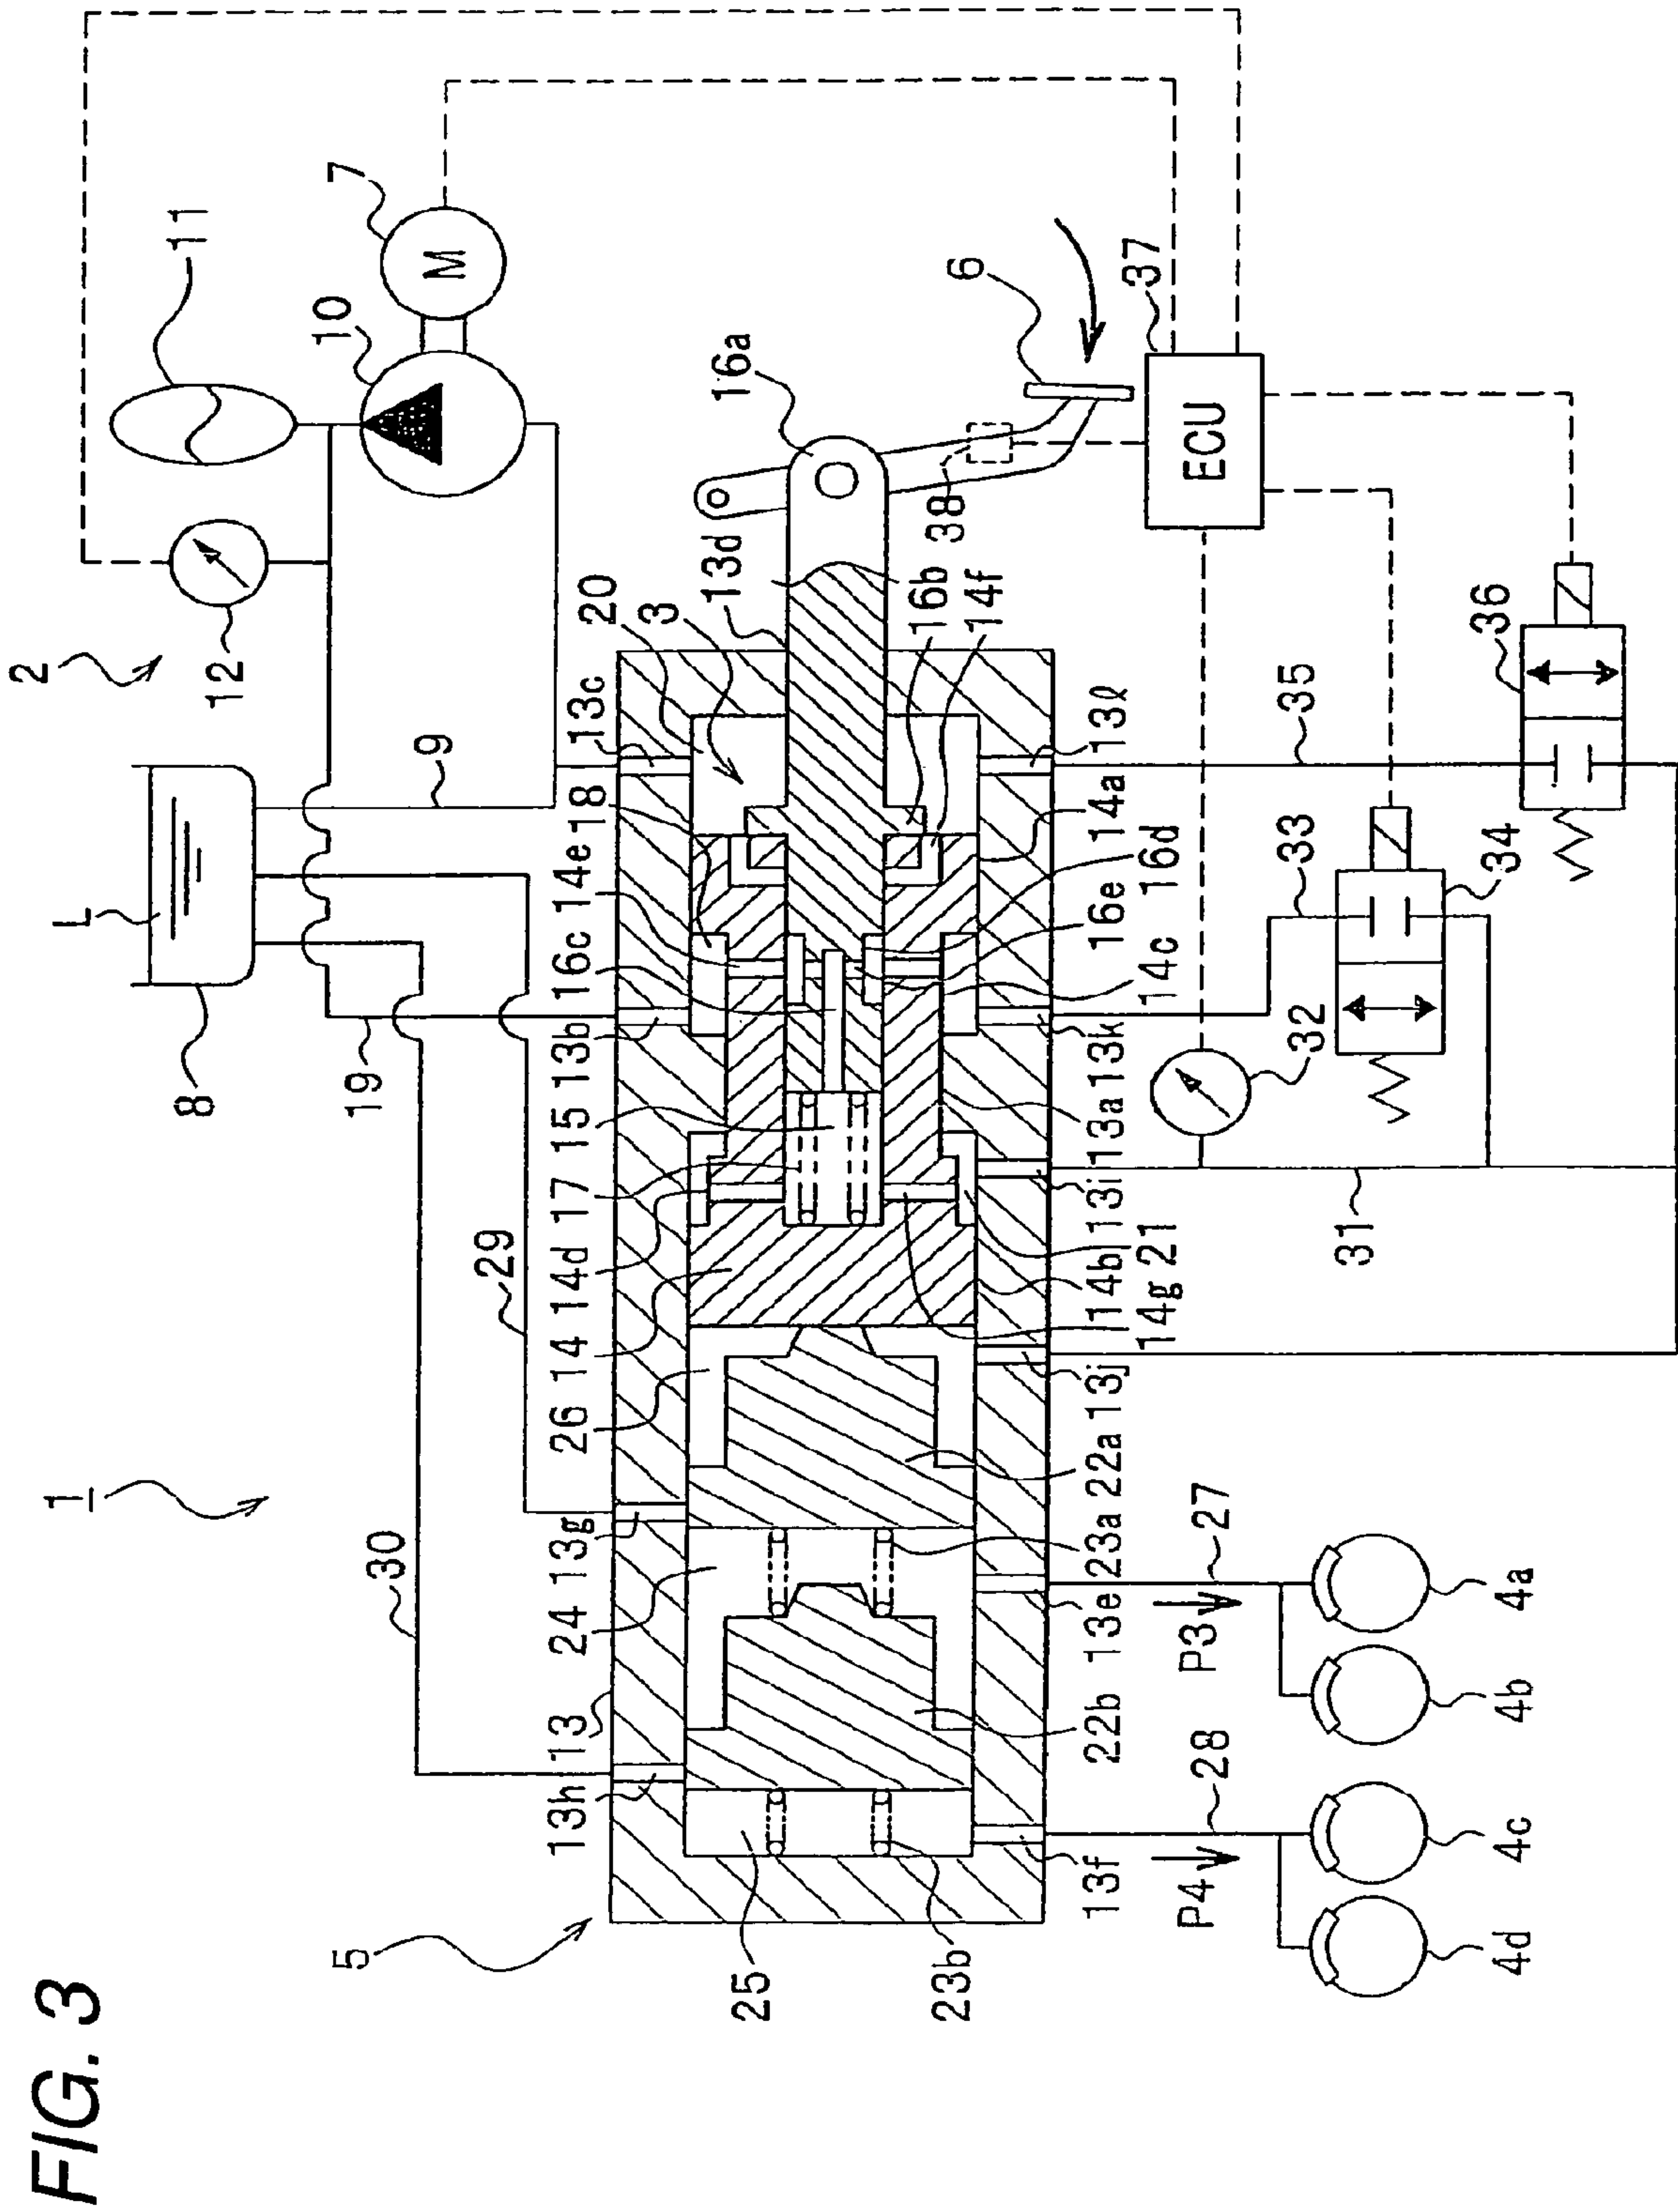 FIG. 3
1
2
L
8
9
12
11
10
7
M
19
29
30
5
3
20
13d
13c
18
14e
16c
13b
15
17
14d
14
26
13g
24
13
13h
25
16a
6
37
ECU
38
16b
14f
13ℓ
14a
16d
16e
14c
13k
13a
13i
21
14b
14g
13j
22a
23a
13e
22b
13f
23b
35
36
33
34
32
31
27
P3
28
P4
4a
4b
4c
4d